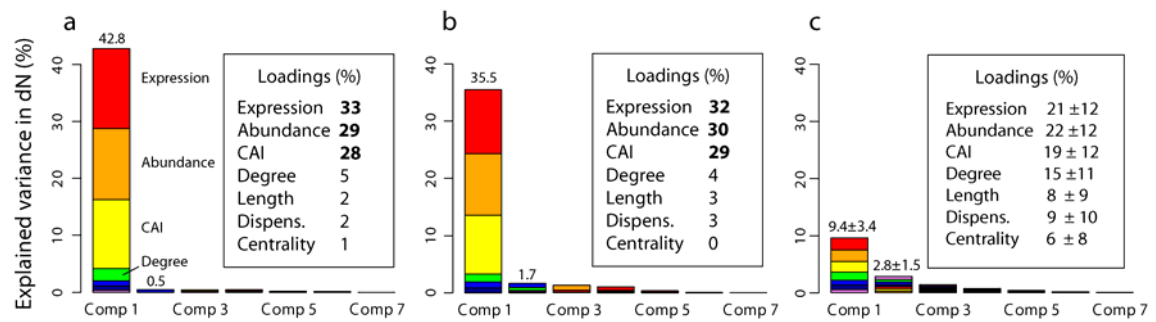 a
b
c
Explained variance in dN (%)
0
10
20
30
40
42.8
0.5
Expression
Abundance
CAI
Degree
Loadings (%)
Expression 33
Abundance 29
CAI 28
Degree 5
Length 2
Dispens. 2
Centrality 1
Comp 1 Comp 3 Comp 5 Comp 7
0
10
20
30
40
35.5
1.7
Loadings (%)
Expression 32
Abundance 30
CAI 29
Degree 4
Length 3
Dispens. 3
Centrality 0
Comp 1 Comp 3 Comp 5 Comp 7
0
10
20
30
40
9.4±3.4
2.8±1.5
Loadings (%)
Expression 21 ±12
Abundance 22 ±12
CAI 19 ± 12
Degree 15 ±11
Length 8 ± 9
Dispens. 9 ± 10
Centrality 6 ± 8
Comp 1 Comp 3 Comp 5 Comp 7